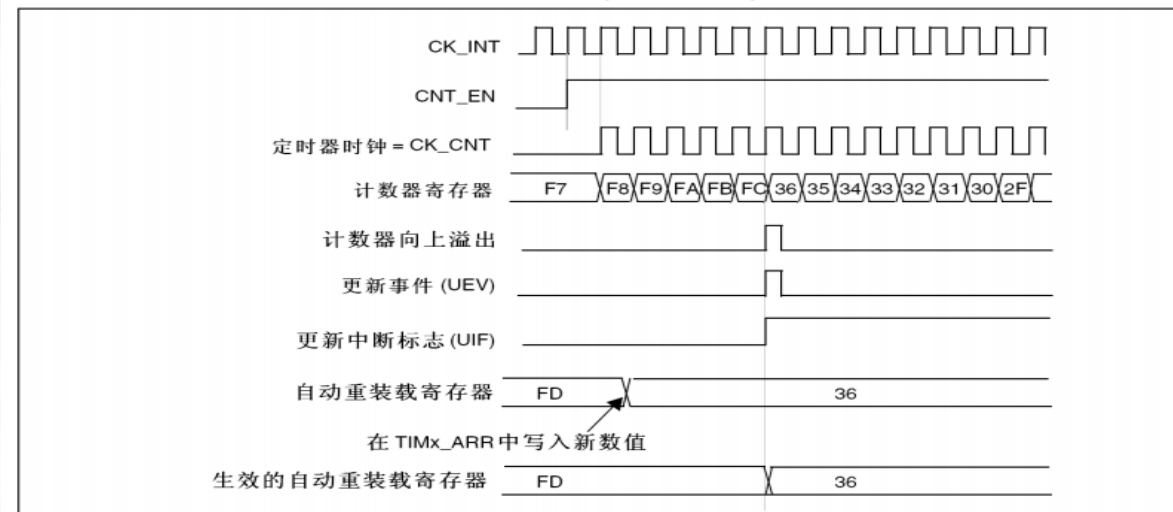 CK_INT
CNT_EN
定时器时钟 = CK_CNT
计数器寄存器 F7 F8 F9 FA FB FC 36 35 34 33 32 31 30 2F
计数器向上溢出
更新事件 (UEV)
更新中断标志 (UIF)
自动重装载寄存器 FD 36
在 TIMx_ARR 中写入新数值
生效的自动重装载寄存器 FD 36